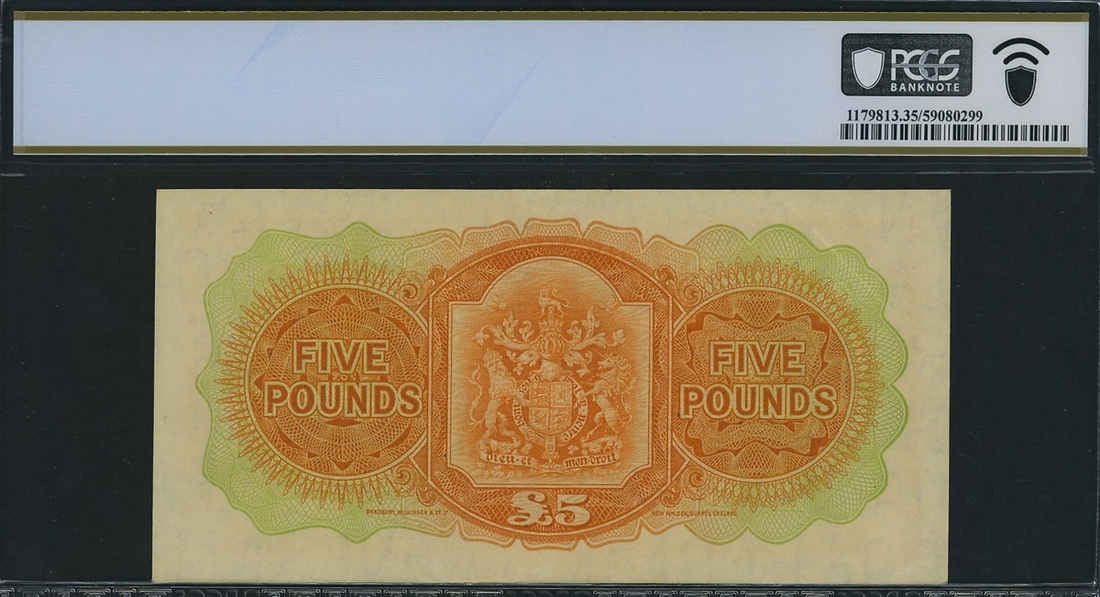 PCGS
BANKNOTE
1179813.35/59080299
FIVE
POUNDS
FIVE
POUNDS
DIEU·ET MON·DROIT
£5
BRADBURY, WILKINSON & Cº Lº
NEW MALDEN, SURREY, ENGLAND